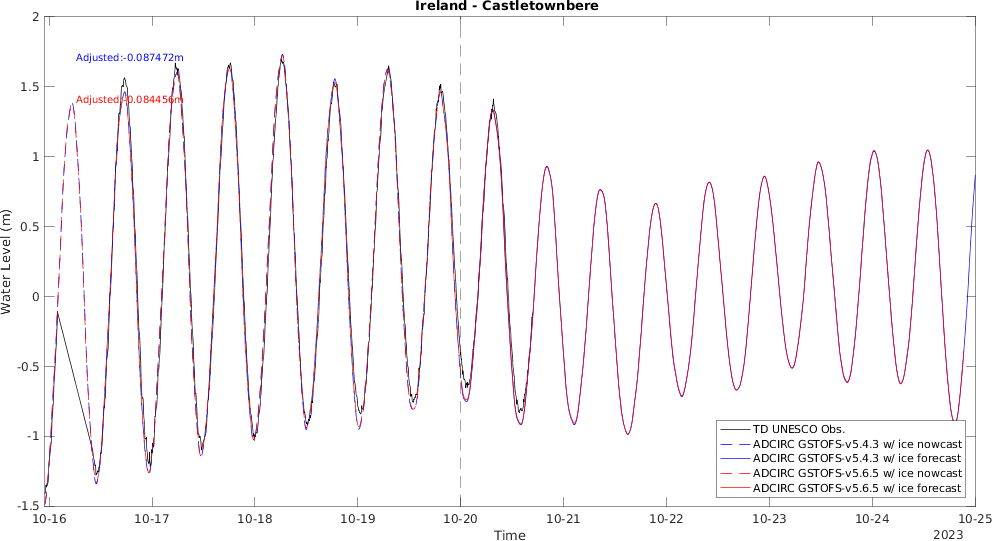 Ireland - Castletownbere
2
Adjusted:-0.087472m
1.5
Adjusted:-0.084456m
1
0.5
0
-0.5
-1
-1.5
Water Level (m)
TD UNESCO Obs.
ADCIRC GSTOFS-v5.4.3 w/ ice nowcast
ADCIRC GSTOFS-v5.4.3 w/ ice forecast
ADCIRC GSTOFS-v5.6.5 w/ ice nowcast
ADCIRC GSTOFS-v5.6.5 w/ ice forecast
10-16 10-17 10-18 10-19 10-20 10-21 10-22 10-23 10-24 10-25
Time
2023